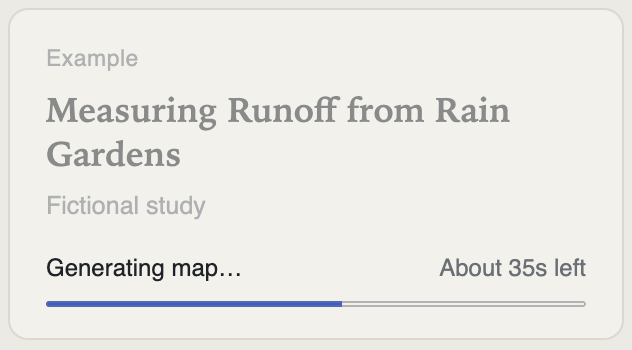 Example
Measuring Runoff from Rain
Gardens
Fictional study
Generating map… About 35s left